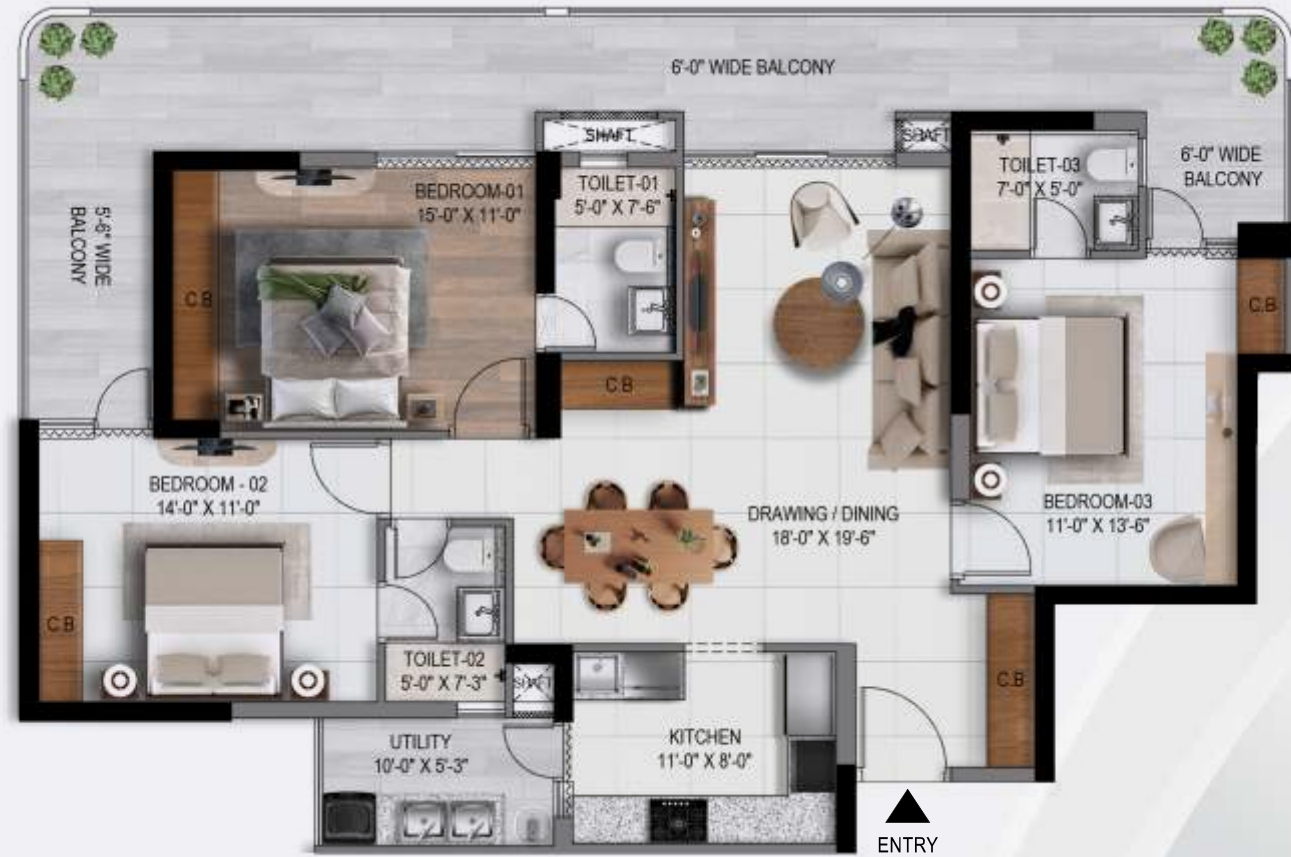 6'-0" WIDE BALCONY
SHAFT
SHAFT
TOILET-03
7'-0" X 5'-0"
6'-0" WIDE
BALCONY
BEDROOM-01
15'-0" X 11'-0"
TOILET-01
5'-0" X 7'-6"
5'-6" WIDE
BALCONY
C.B
C.B
C.B
BEDROOM - 02
14'-0" X 11'-0"
DRAWING / DINING
18'-0" X 19'-6"
BEDROOM-03
11'-0" X 13'-6"
C.B
TOILET-02
5'-0" X 7'-3"
SHAFT
C.B
UTILITY
10'-0" X 5'-3"
KITCHEN
11'-0" X 8'-0"
ENTRY